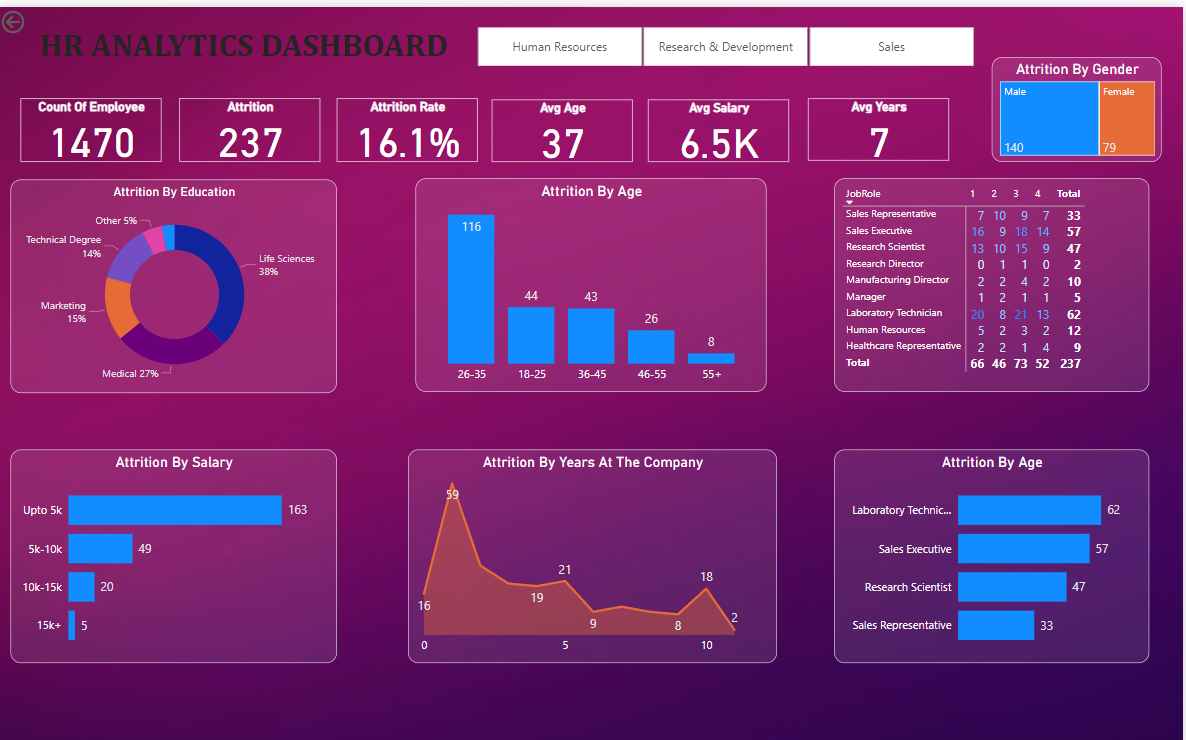 HR ANALYTICS DASHBOARD
Human Resources
Research & Development
Sales
Attrition By Gender
Male
Female
140
79
Count Of Employee
1470
Attrition
237
Attrition Rate
16.1%
Avg Age
37
Avg Salary
6.5K
Avg Years
7
Attrition By Education
Other 5%
Technical Degree
14%
Life Sciences
38%
Marketing
15%
Medical 27%
Attrition By Age
116
44
43
26
8
26-35 18-25 36-45 46-55 55+
JobRole 1 2 3 4 Total
Sales Representative 7 10 9 7 33
Sales Executive 16 9 18 14 57
Research Scientist 13 10 15 9 47
Research Director 0 1 1 0 2
Manufacturing Director 2 2 4 2 10
Manager 1 2 1 1 5
Laboratory Technician 20 8 21 13 62
Human Resources 5 2 3 2 12
Healthcare Representative 2 2 1 4 9
Total 66 46 73 52 237
Attrition By Salary
Upto 5k 163
5k-10k 49
10k-15k 20
15k+ 5
Attrition By Years At The Company
59
16
19
21
9
8
18
2
0 5 10
Attrition By Age
Laboratory Technic... 62
Sales Executive 57
Research Scientist 47
Sales Representative 33